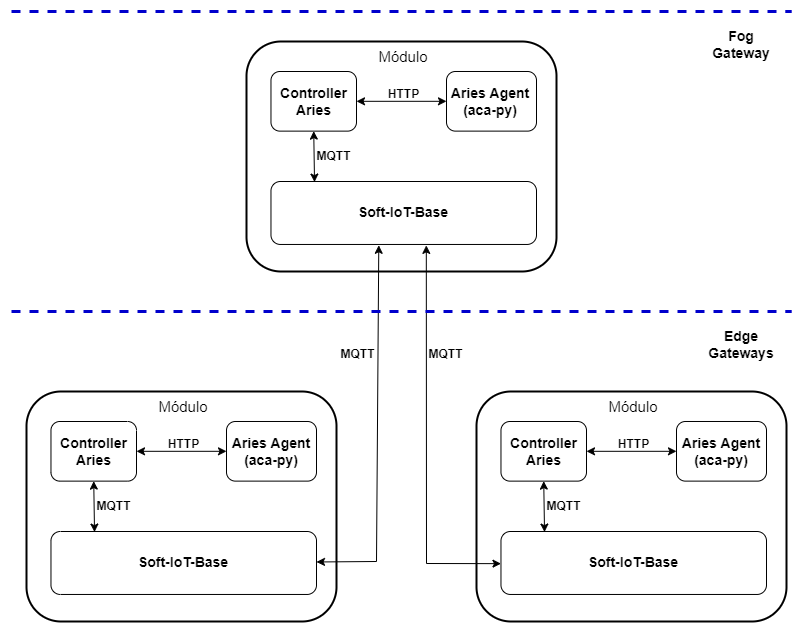 Fog
Gateway
Módulo
Controller
Aries
HTTP
Aries Agent
(aca-py)
MQTT
Soft-IoT-Base
Edge
Gateways
MQTT
MQTT
Módulo
Controller
Aries
HTTP
Aries Agent
(aca-py)
MQTT
Soft-IoT-Base
Módulo
Controller
Aries
HTTP
Aries Agent
(aca-py)
MQTT
Soft-IoT-Base